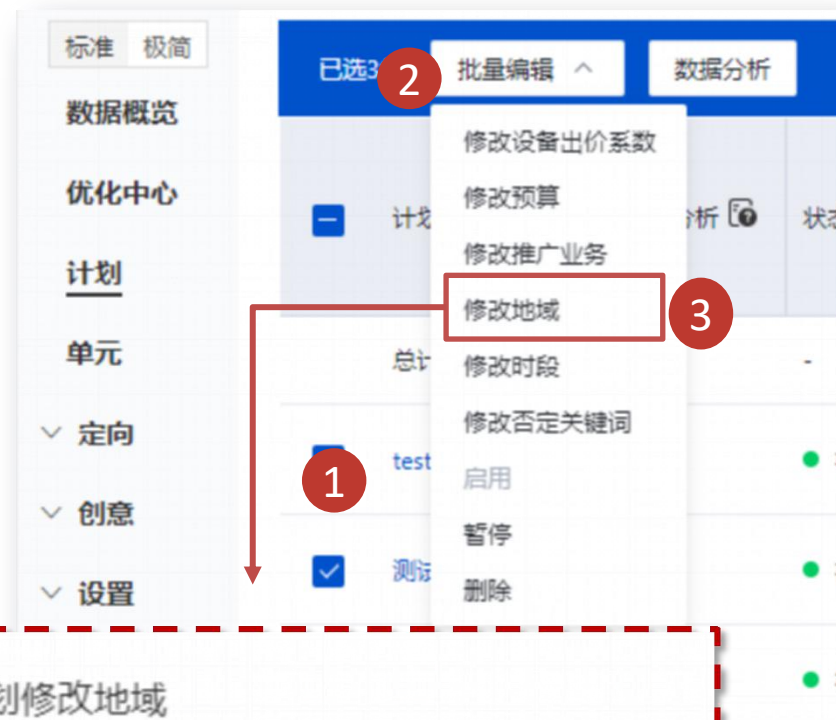 标准 极简
数据概览
优化中心
计划
单元
定向
创意
设置
已选3
2
批量编辑
数据分析
修改设备出价系数
修改预算
修改推广业务
修改地域
3
修改时段
修改否定关键词
启用
暂停
删除
计划
析
状
总计
-
1
test
测试
划修改地域